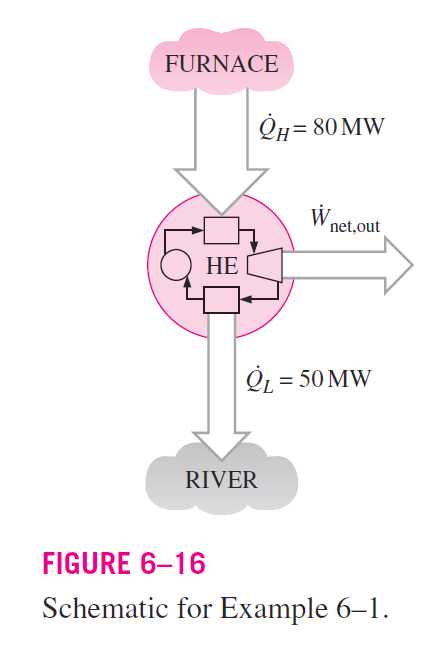 FURNACE
Q̇H = 80 MW
Ẇnet,out
HE
Q̇L = 50 MW
RIVER
FIGURE 6–16
Schematic for Example 6–1.